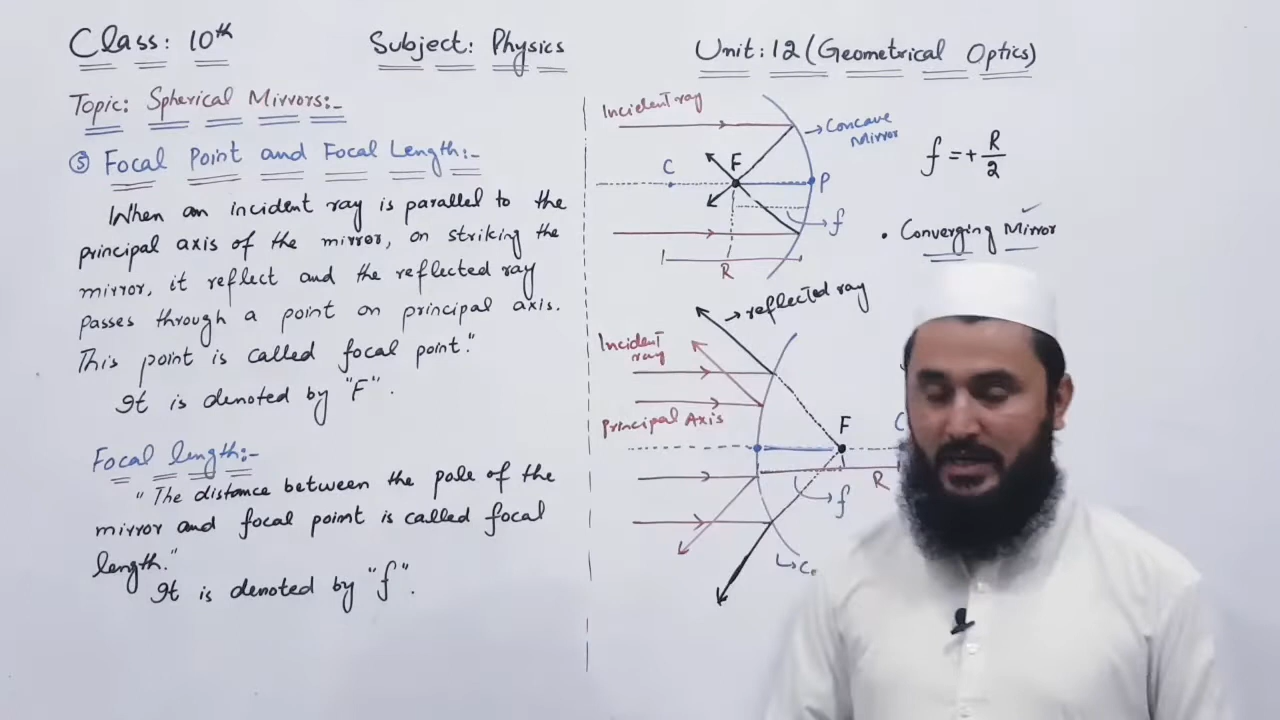 Class: 10th
Subject: Physics
Unit: 12 (Geometrical Optics)
Topic: Spherical Mirrors:-
⑤ Focal Point and Focal Length:-
When an incident ray is parallel to the
principal axis of the mirror, on striking the
mirror, it reflect and the reflected ray
passes through a point on principal axis.
This point is called focal point."
It is denoted by "F".
Focal length:-
"The distance between the pole of the
mirror and focal point is called focal
length."
It is denoted by "f".
Incident ray
Concave
Mirror
C
F
P
f
R
f = + R/2
• Converging Mirror
reflected ray
Incident
ray
Principal Axis
F
C
R
f